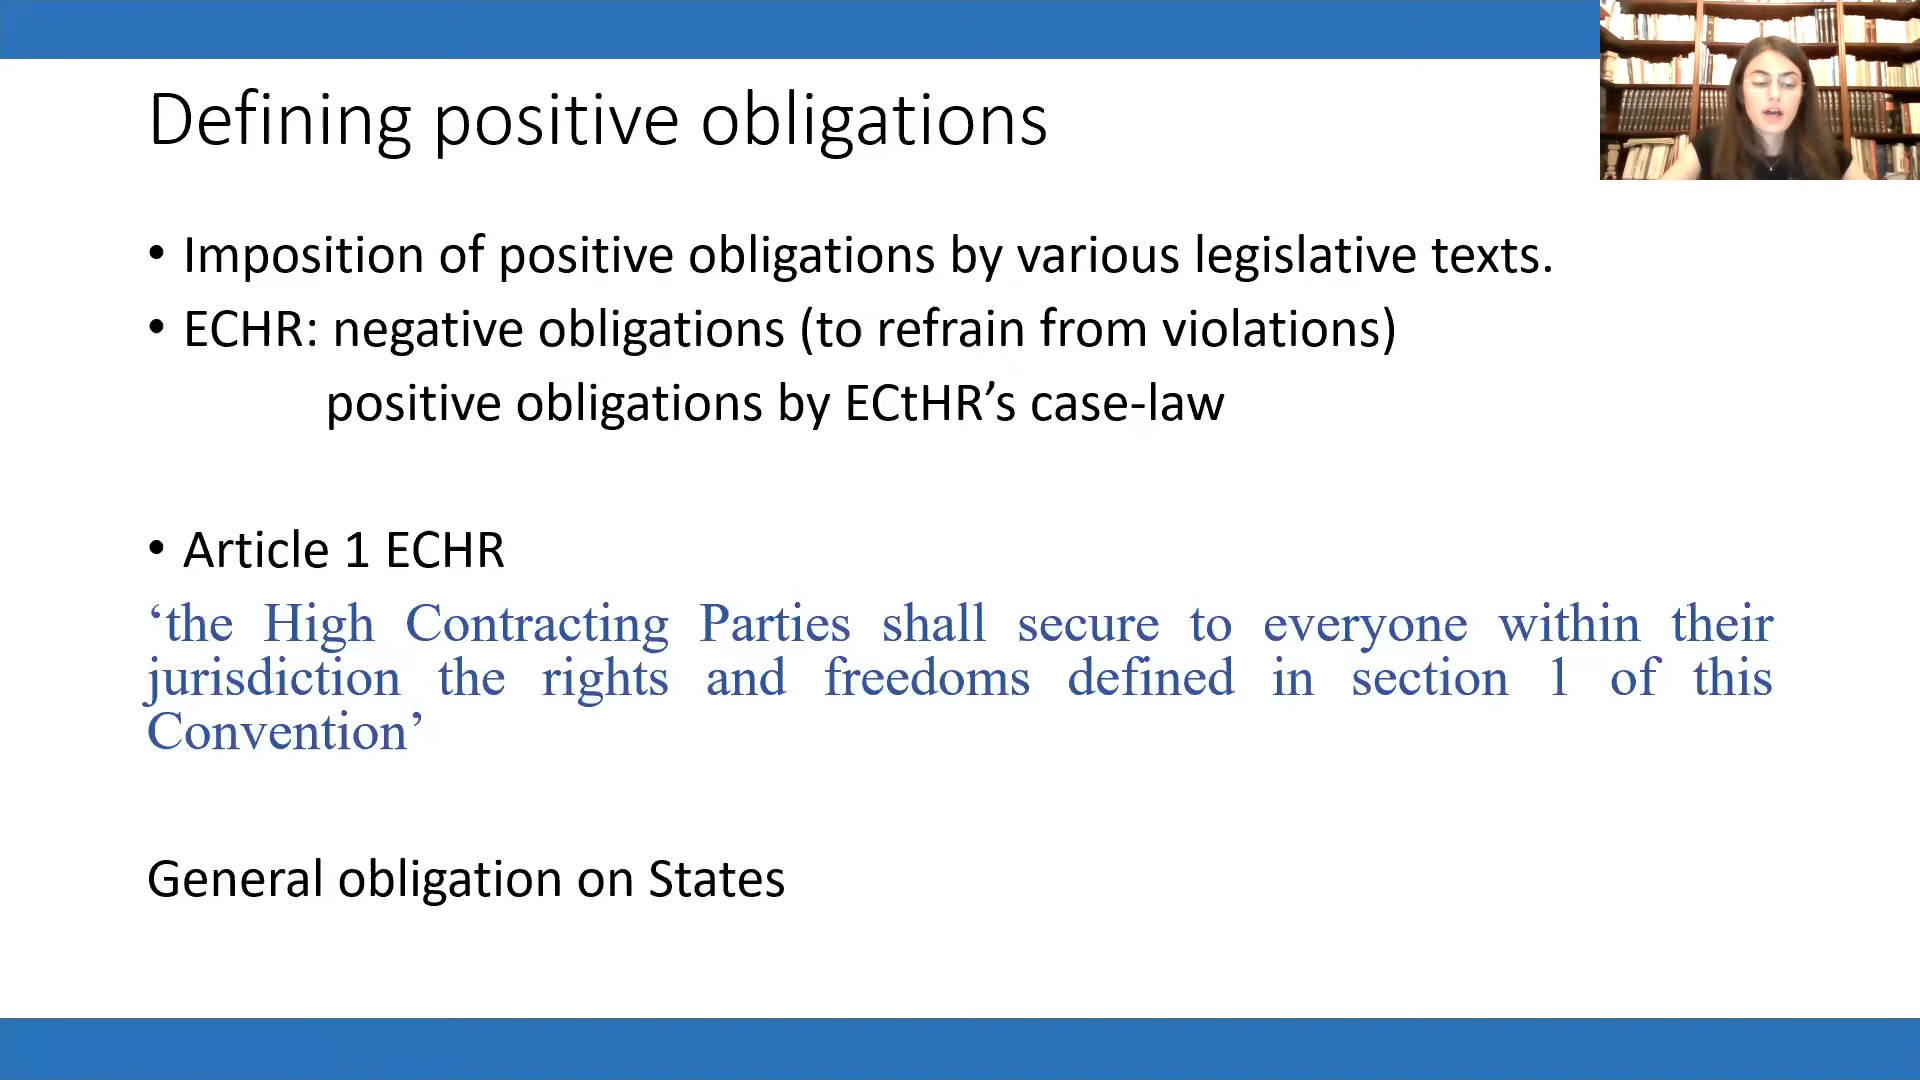 Defining positive obligations
• Imposition of positive obligations by various legislative texts.
• ECHR: negative obligations (to refrain from violations)
positive obligations by ECtHR’s case-law
• Article 1 ECHR
‘the High Contracting Parties shall secure to everyone within their
jurisdiction the rights and freedoms defined in section 1 of this
Convention’
General obligation on States